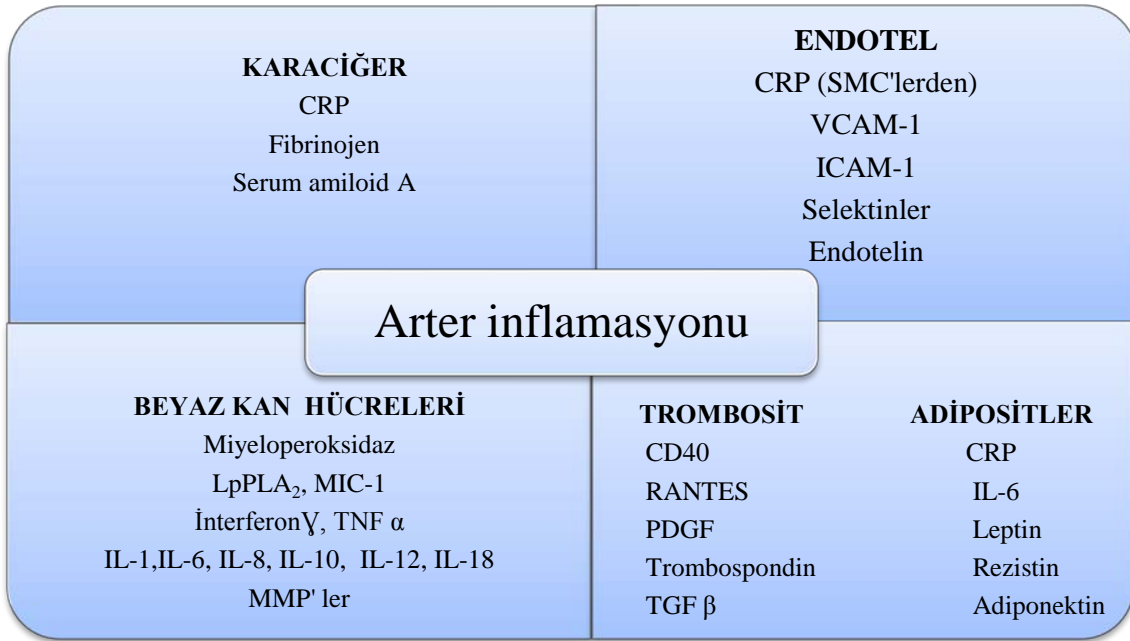 KARACİĞER
CRP
Fibrinojen
Serum amiloid A
ENDOTEL
CRP (SMC'lerden)
VCAM-1
ICAM-1
Selektinler
Endotelin
Arter inflamasyonu
BEYAZ KAN HÜCRELERİ
Miyeloperoksidaz
LpPLA₂, MIC-1
İnterferonƔ, TNF α
IL-1,IL-6, IL-8, IL-10, IL-12, IL-18
MMP' ler
TROMBOSİT
CD40
RANTES
PDGF
Trombospondin
TGF β
ADİPOSİTLER
CRP
IL-6
Leptin
Rezistin
Adiponektin